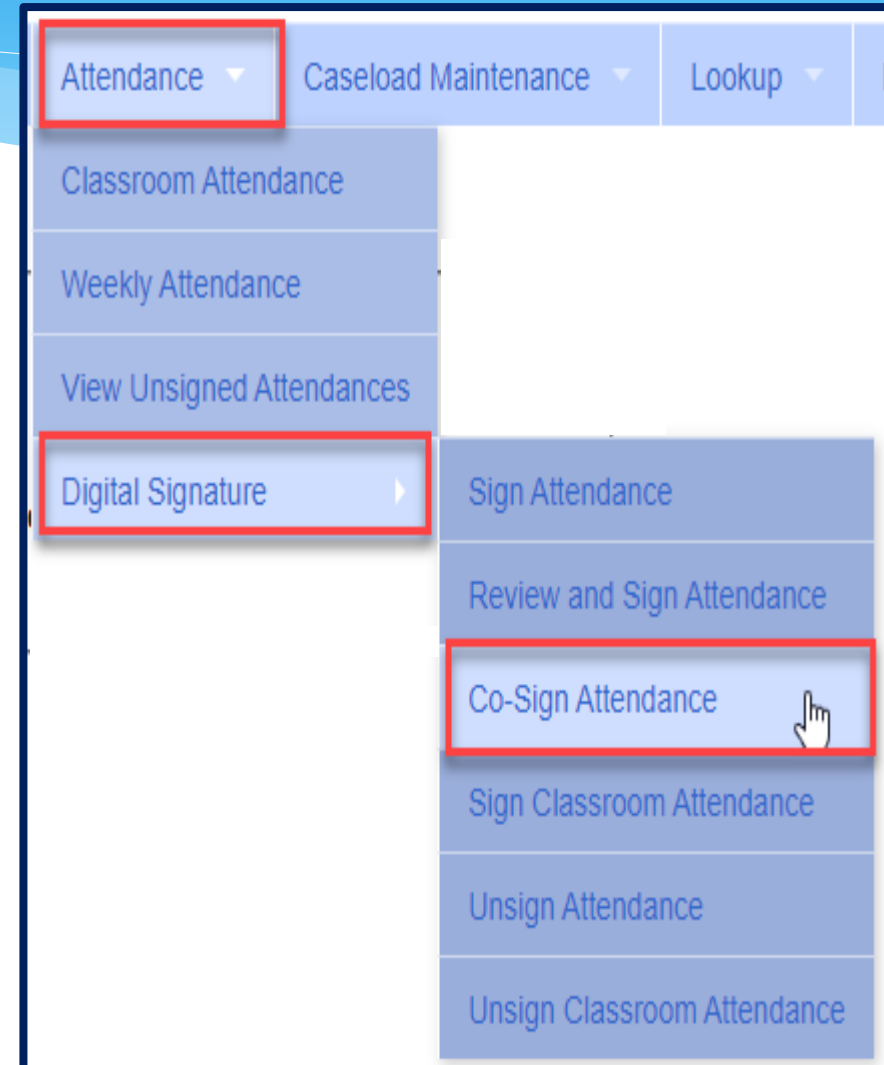 Attendance
Caseload Maintenance
Lookup
Classroom Attendance
Weekly Attendance
View Unsigned Attendances
Digital Signature
Sign Attendance
Review and Sign Attendance
Co-Sign Attendance
Sign Classroom Attendance
Unsign Attendance
Unsign Classroom Attendance